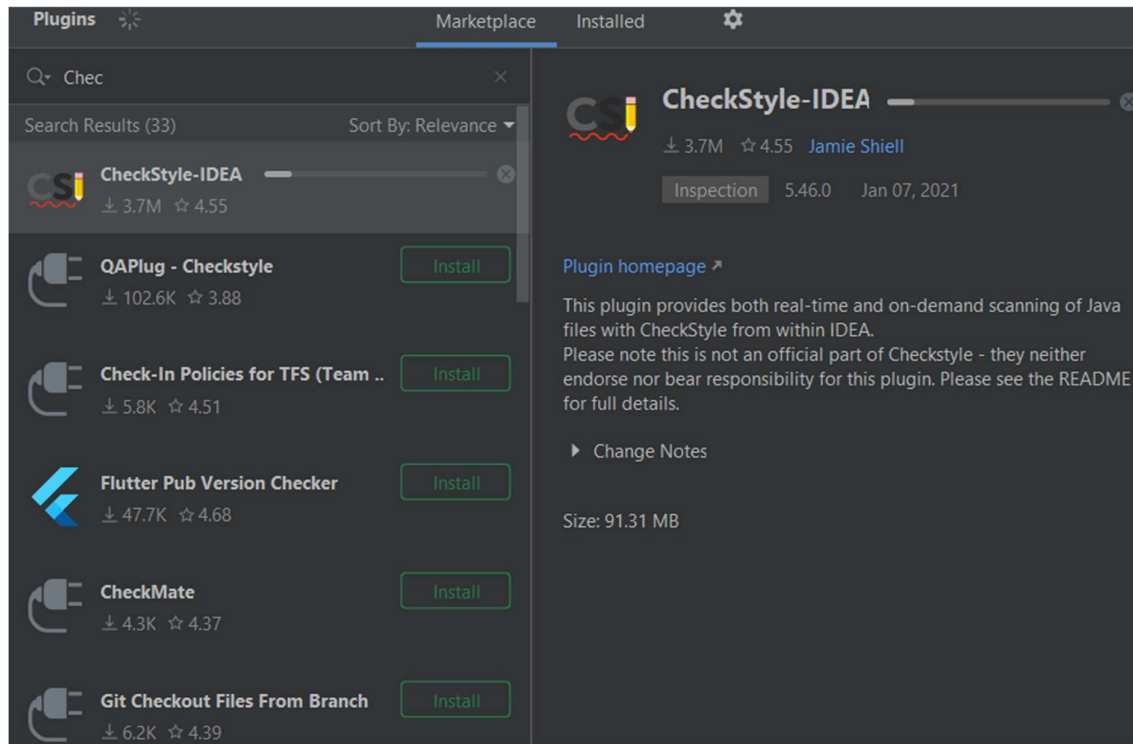 Plugins
Marketplace
Installed
Chec
Search Results (33)
Sort By: Relevance
CheckStyle-IDEA
3.7M 4.55
QAPlug - Checkstyle
Install
102.6K 3.88
Check-In Policies for TFS (Team ..
Install
5.8K 4.51
Flutter Pub Version Checker
Install
47.7K 4.68
CheckMate
Install
4.3K 4.37
Git Checkout Files From Branch
Install
6.2K 4.39
CSi
CheckStyle-IDEA
3.7M 4.55 Jamie Shiell
Inspection 5.46.0 Jan 07, 2021
Plugin homepage
This plugin provides both real-time and on-demand scanning of Java
files with CheckStyle from within IDEA.
Please note this is not an official part of Checkstyle - they neither
endorse nor bear responsibility for this plugin. Please see the README
for full details.
Change Notes
Size: 91.31 MB